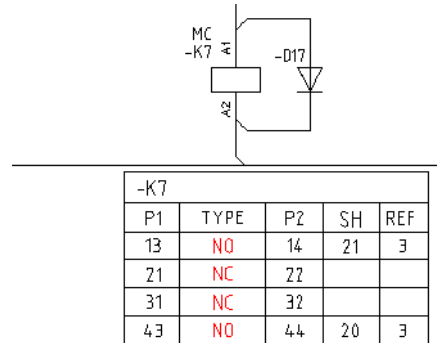 MC
-K7
A1
-D17
A2
-K7
P1 TYPE P2 SH REF
13 NO 14 21 3
21 NC 22
31 NC 32
43 NO 44 20 3